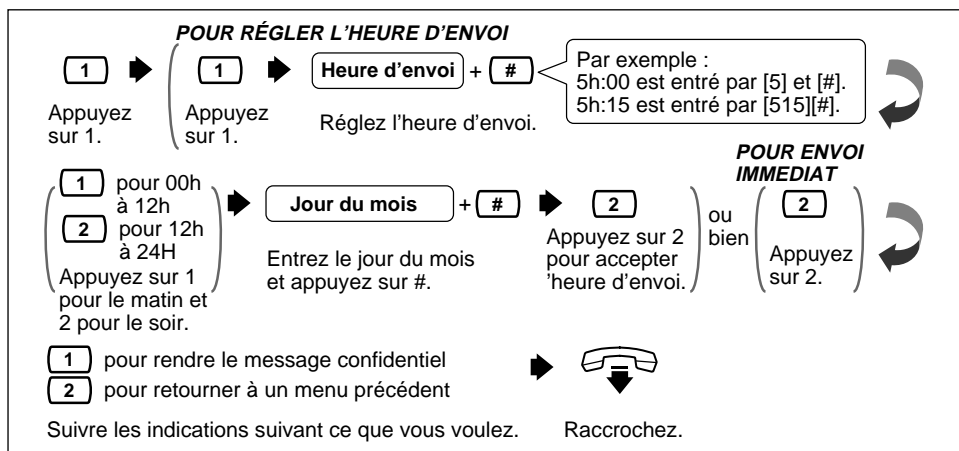 POUR RÉGLER L'HEURE D'ENVOI
1
Appuyez
sur 1.
1
Appuyez
sur 1.
Heure d'envoi + #
Réglez l'heure d'envoi.
Par exemple :
5h:00 est entré par [5] et [#].
5h:15 est entré par [515][#].
1 pour 00h
à 12h
2 pour 12h
à 24H
Appuyez sur 1
pour le matin et
2 pour le soir.
Jour du mois + #
Entrez le jour du mois
et appuyez sur #.
2
Appuyez sur 2
pour accepter
'heure d'envoi.
ou
bien
POUR ENVOI
IMMEDIAT
2
Appuyez
sur 2.
1 pour rendre le message confidentiel
2 pour retourner à un menu précédent
Suivre les indications suivant ce que vous voulez.
Raccrochez.